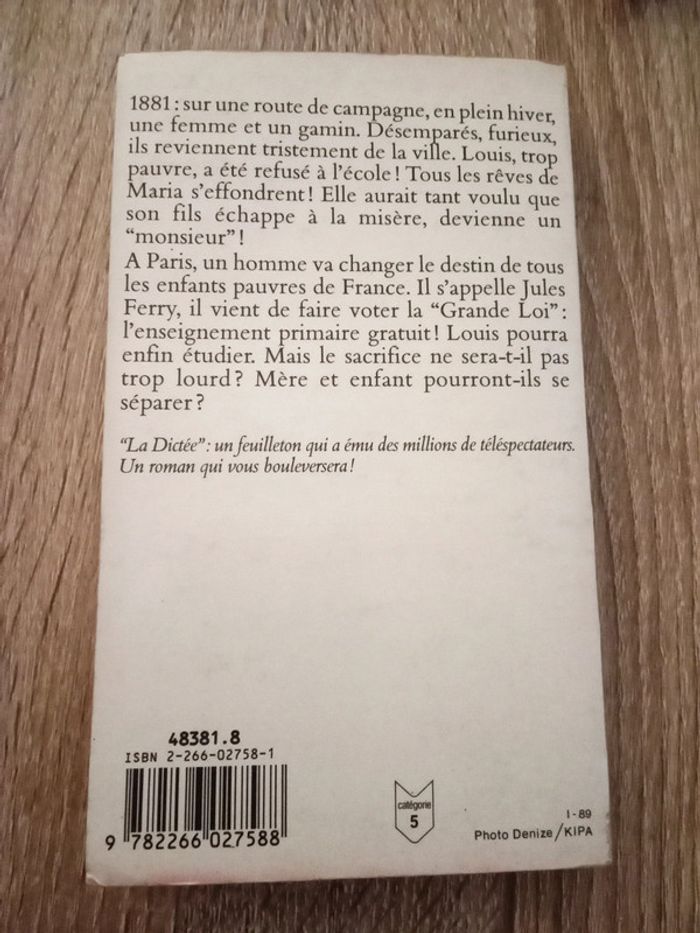 1881 : sur une route de campagne, en plein hiver,
une femme et un gamin. Désemparés, furieux,
ils reviennent tristement de la ville. Louis, trop
pauvre, a été refusé à l’école ! Tous les rêves de
Maria s’effondrent ! Elle aurait tant voulu que
son fils échappe à la misère, devienne un
“monsieur” !
A Paris, un homme va changer le destin de tous
les enfants pauvres de France. Il s’appelle Jules
Ferry, il vient de faire voter la “Grande Loi” :
l’enseignement primaire gratuit ! Louis pourra
enfin étudier. Mais le sacrifice ne sera-t-il pas
trop lourd ? Mère et enfant pourront-ils se
séparer ?
“La Dictée” : un feuilleton qui a ému des millions de téléspectateurs.
Un roman qui vous bouleversera !
48381.8
ISBN 2-266-02758-1
9 782266 027588
catégorie
5
I - 89
Photo Denize / KIPA